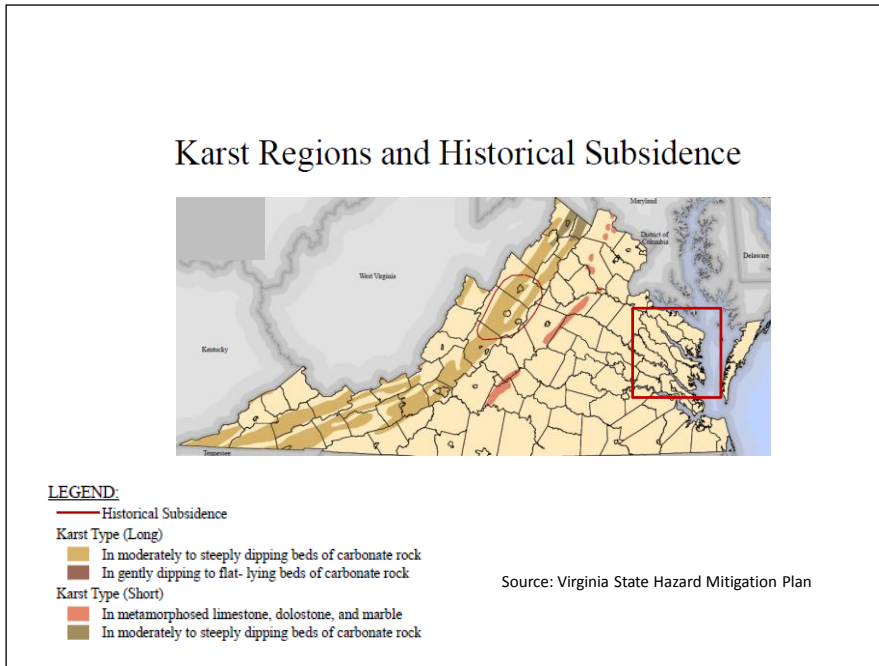 Karst Regions and Historical Subsidence
Maryland
District of
Columbia
Delaware
West Virginia
Kentucky
Tennessee
LEGEND:
Historical Subsidence
Karst Type (Long)
In moderately to steeply dipping beds of carbonate rock
In gently dipping to flat- lying beds of carbonate rock
Karst Type (Short)
In metamorphosed limestone, dolostone, and marble
In moderately to steeply dipping beds of carbonate rock
Source: Virginia State Hazard Mitigation Plan